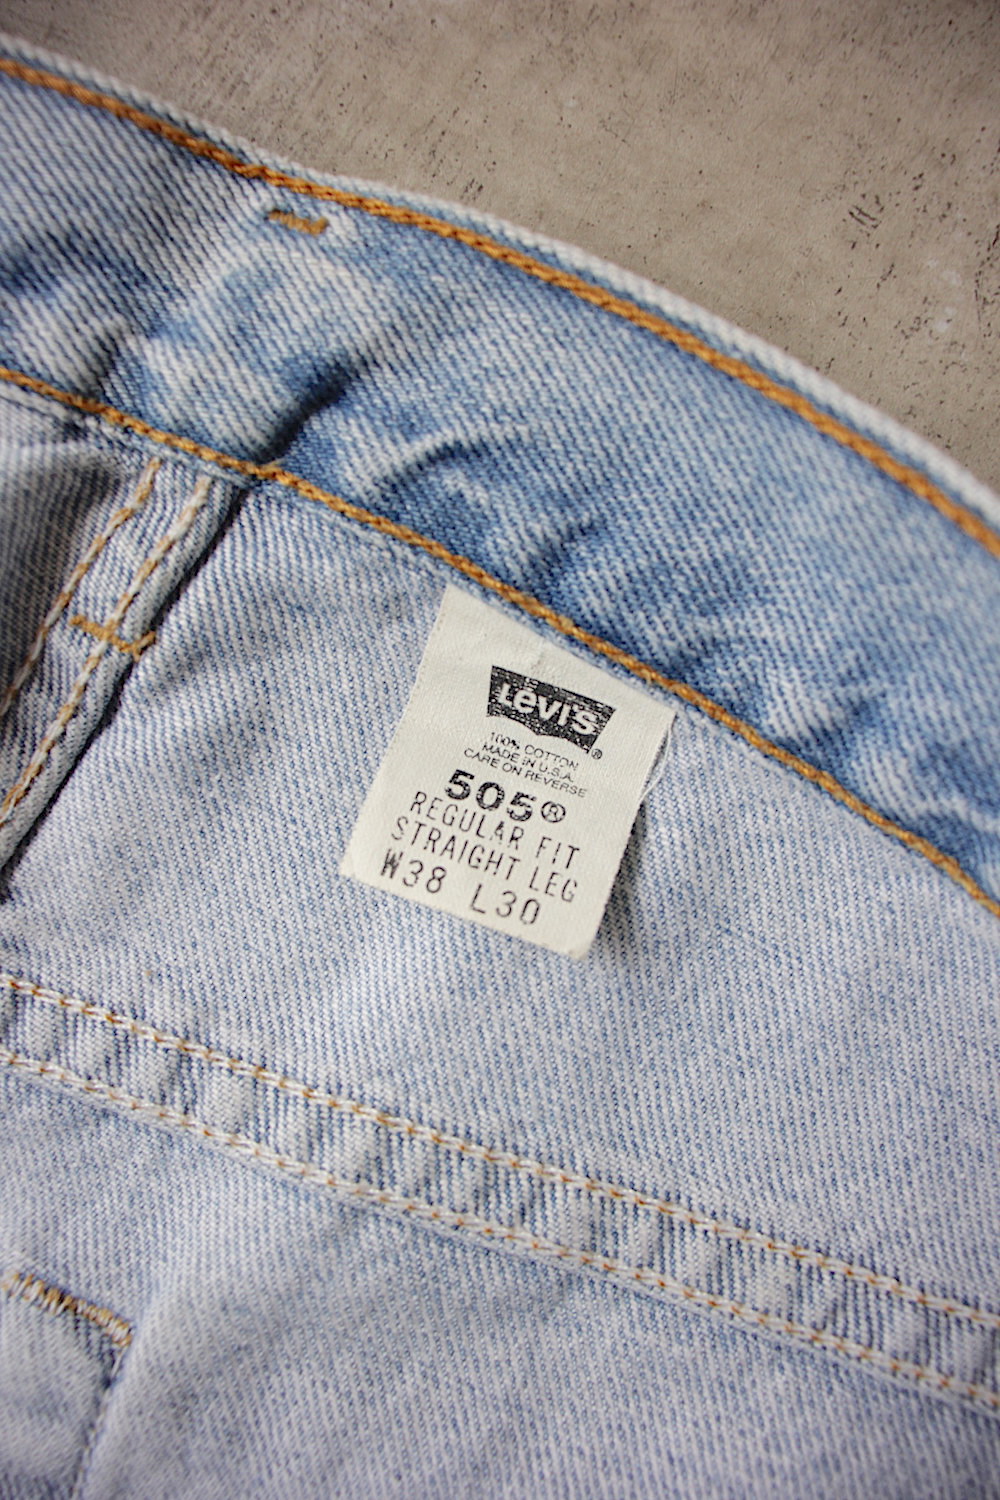 Levi's ®
100% COTTON
MADE IN U.S.A.
CARE ON REVERSE
505®
REGULAR FIT
STRAIGHT LEG
W38 L30